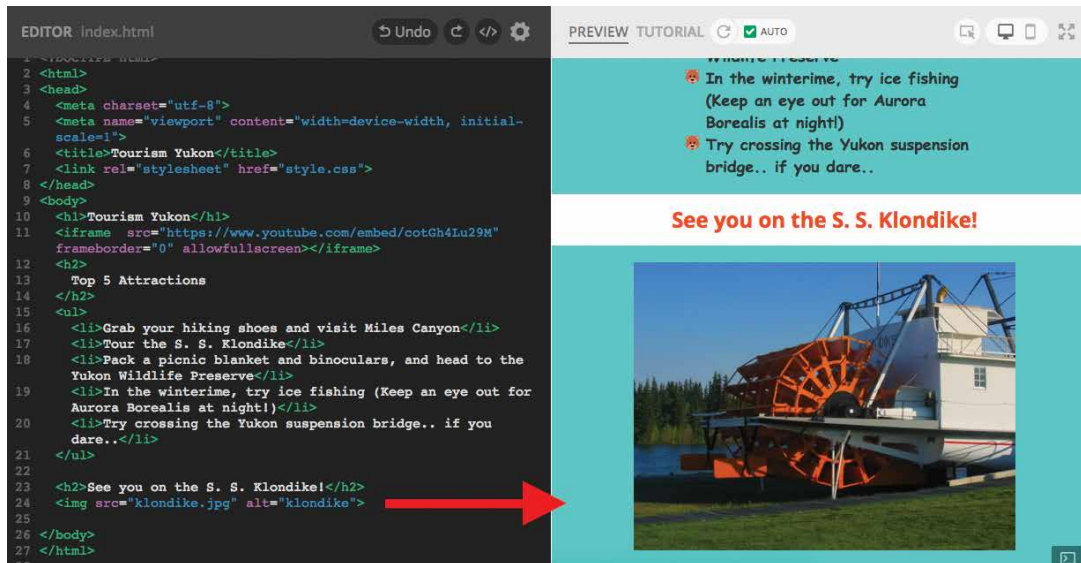 EDITOR index.html
Undo
</>
1 <!DOCTYPE html>
2 <html>
3 <head>
4 <meta charset="utf-8">
5 <meta name="viewport" content="width=device-width, initial-
scale=1">
6 <title>Tourism Yukon</title>
7 <link rel="stylesheet" href="style.css">
8 </head>
9 <body>
10 <h1>Tourism Yukon</h1>
11 <iframe src="https://www.youtube.com/embed/cotGh4Lu29M"
frameborder="0" allowfullscreen></iframe>
12 <h2>
13 Top 5 Attractions
14 </h2>
15 <ul>
16 <li>Grab your hiking shoes and visit Miles Canyon</li>
17 <li>Tour the S. S. Klondike</li>
18 <li>Pack a picnic blanket and binoculars, and head to the
Yukon Wildlife Preserve</li>
19 <li>In the winterime, try ice fishing (Keep an eye out for
Aurora Borealis at night!)</li>
20 <li>Try crossing the Yukon suspension bridge.. if you
dare..</li>
21 </ul>
22
23 <h2>See you on the S. S. Klondike!</h2>
24 <img src="klondike.jpg" alt="klondike">
25
26 </body>
27 </html>
PREVIEW TUTORIAL AUTO
Wildlife Preserve
In the winterime, try ice fishing
(Keep an eye out for Aurora
Borealis at night!)
Try crossing the Yukon suspension
bridge.. if you dare..
See you on the S. S. Klondike!